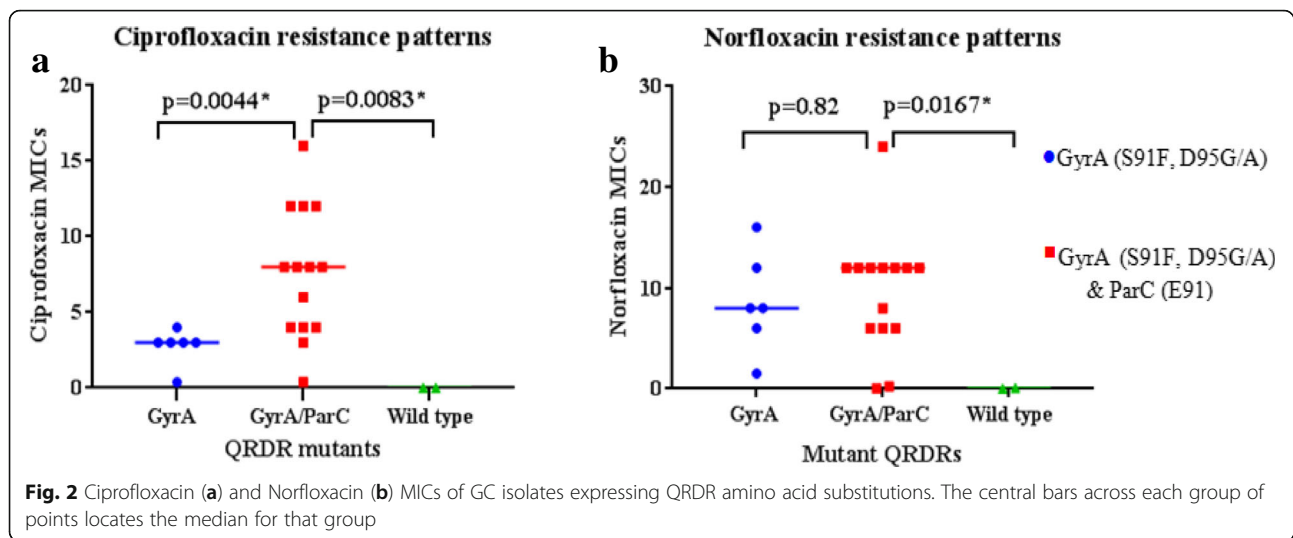 Ciprofloxacin resistance patterns
a
20
15
10
5
0
Ciprofoxacin MICs
p=0.0044*
p=0.0083*
GyrA
GyrA/ParC
Wild type
QRDR mutants
Norfloxacin resistance patterns
b
30
20
10
0
Norfloxacin MICs
p=0.82
p=0.0167*
GyrA
GyrA/ParC
Wild type
Mutant QRDRs
GyrA (S91F, D95G/A)
GyrA (S91F, D95G/A)
& ParC (E91)
Fig. 2 Ciprofloxacin (a) and Norfloxacin (b) MICs of GC isolates expressing QRDR amino acid substitutions. The central bars across each group of
points locates the median for that group